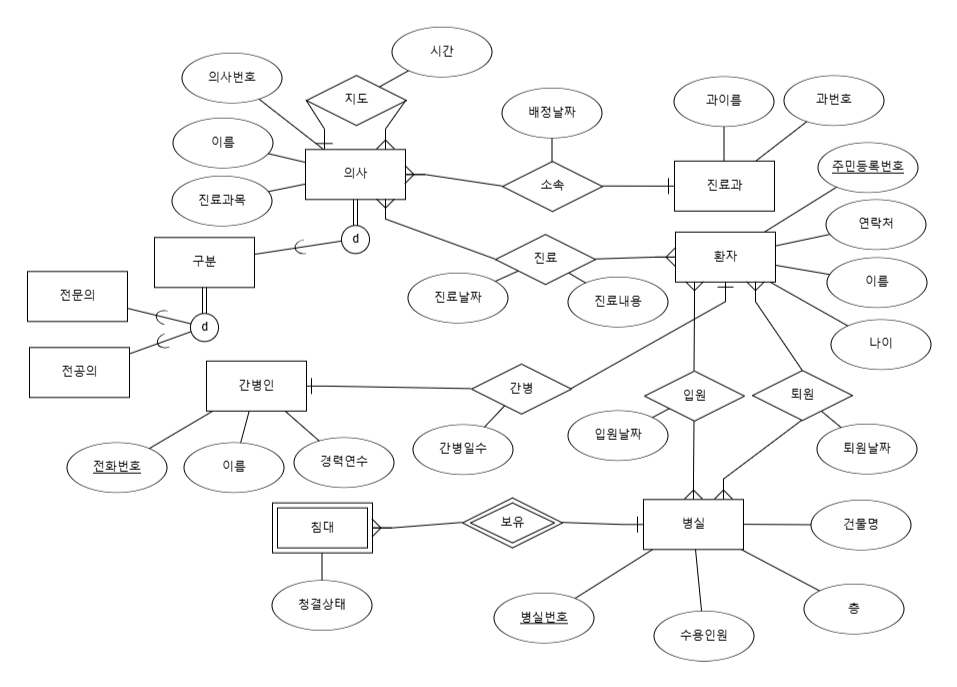 시간
의사번호
지도
과이름
과번호
배정날짜
이름
주민등록번호
의사
소속
진료과
진료과목
연락처
d
구분
진료
환자
이름
전문의
진료날짜
진료내용
d
나이
전공의
간병인
간병
입원
퇴원
입원날짜
퇴원날짜
간병일수
전화번호
이름
경력연수
침대
보유
병실
건물명
청결상태
병실번호
층
수용인원